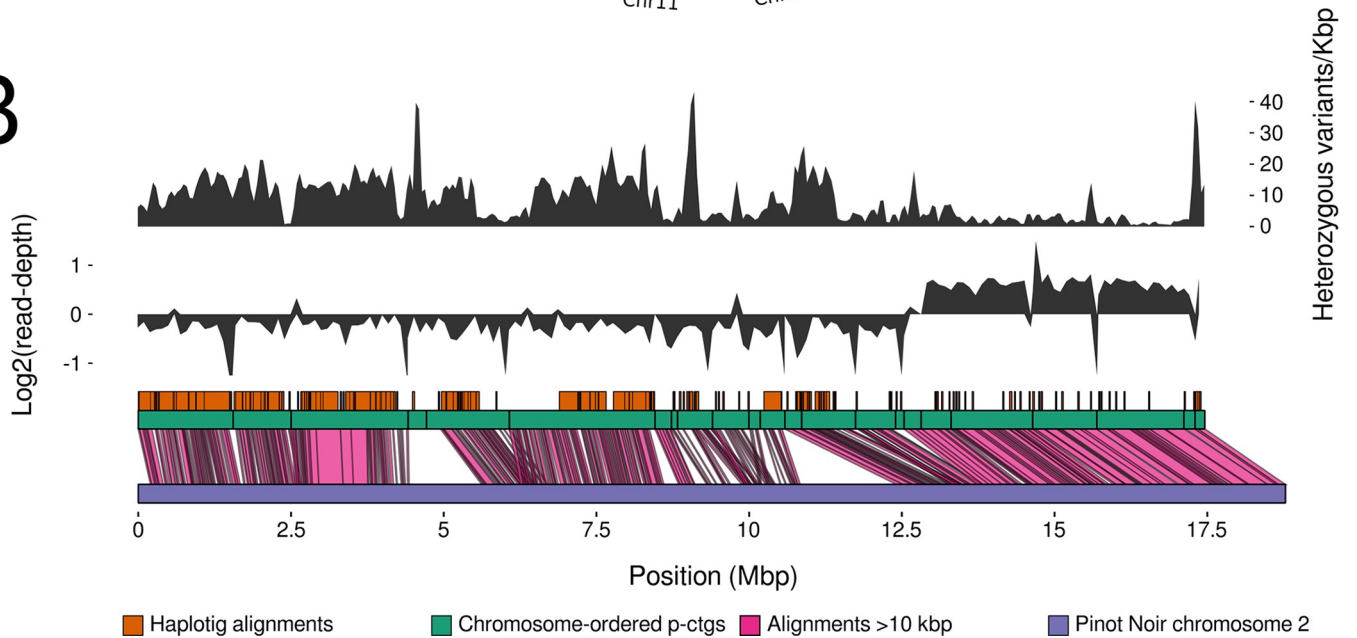 Chr11
B
Heterozygous variants/Kbp
- 40
- 30
- 20
- 10
- 0
Log2(read-depth)
1 -
0 -
-1 -
0 2.5 5 7.5 10 12.5 15 17.5
Position (Mbp)
Haplotig alignments Chromosome-ordered p-ctgs Alignments >10 kbp Pinot Noir chromosome 2